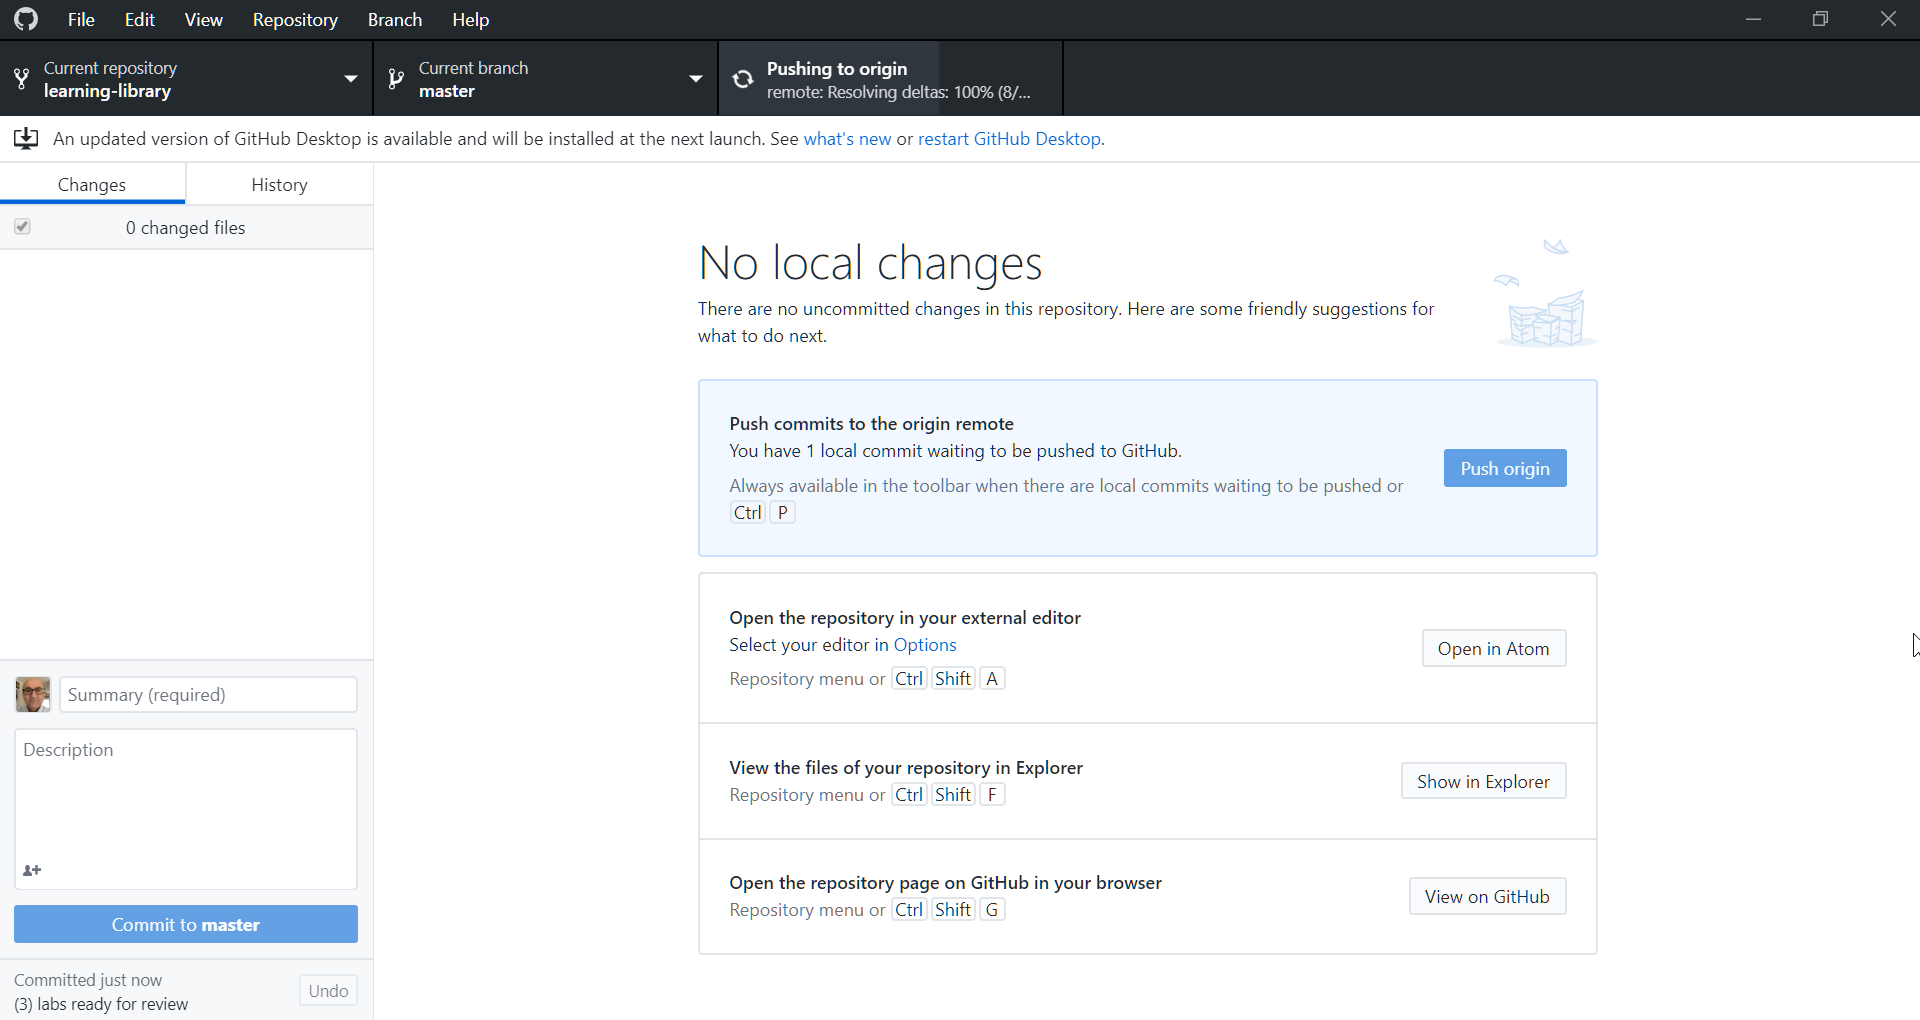 File Edit View Repository Branch Help
Current repository
learning-library
Current branch
master
Pushing to origin
remote: Resolving deltas: 100% (8/...
An updated version of GitHub Desktop is available and will be installed at the next launch. See what's new or restart GitHub Desktop.
Changes History
0 changed files
No local changes
There are no uncommitted changes in this repository. Here are some friendly suggestions for
what to do next.
Push commits to the origin remote
You have 1 local commit waiting to be pushed to GitHub.
Always available in the toolbar when there are local commits waiting to be pushed or
Ctrl P
Push origin
Open the repository in your external editor
Select your editor in Options
Repository menu or Ctrl Shift A
Open in Atom
View the files of your repository in Explorer
Repository menu or Ctrl Shift F
Show in Explorer
Open the repository page on GitHub in your browser
Repository menu or Ctrl Shift G
View on GitHub
Summary (required)
Description
Commit to master
Committed just now
(3) labs ready for review
Undo